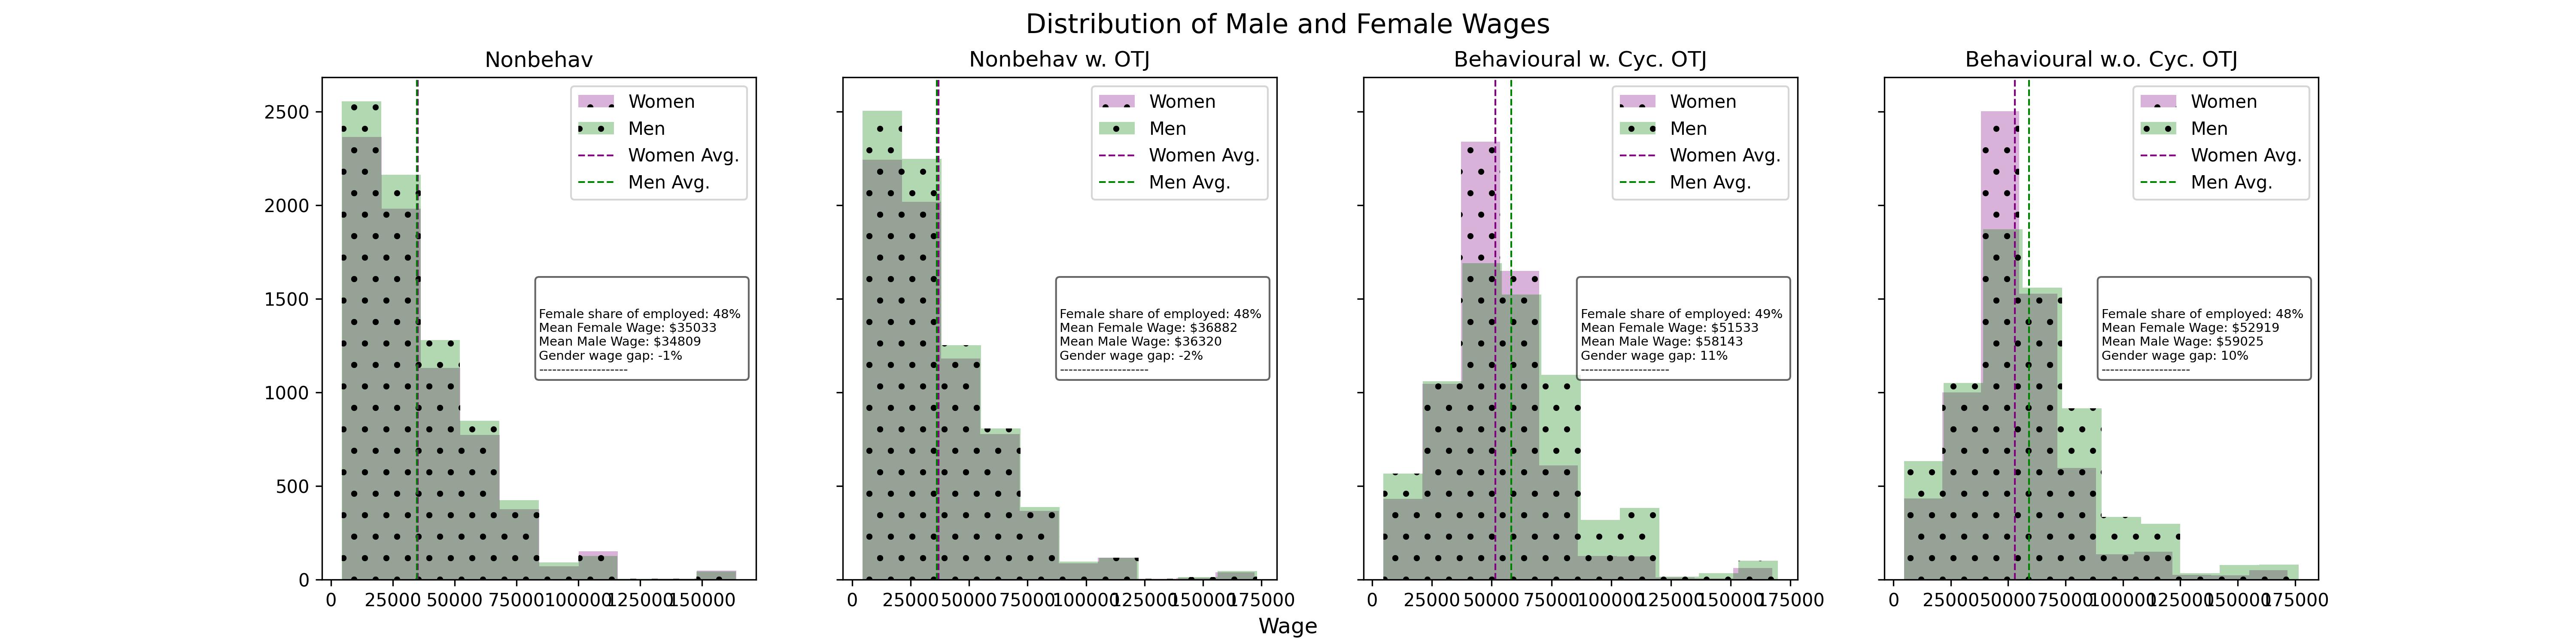 Distribution of Male and Female Wages
Nonbehav
Women
Men
Women Avg.
Men Avg.
Female share of employed: 48%
Mean Female Wage: $35033
Mean Male Wage: $34809
Gender wage gap: -1%
--------------------
2500
2000
1500
1000
500
0
0 25000 50000 75000 100000 125000 150000
Nonbehav w. OTJ
Women
Men
Women Avg.
Men Avg.
Female share of employed: 48%
Mean Female Wage: $36882
Mean Male Wage: $36320
Gender wage gap: -2%
--------------------
0 25000 50000 75000 100000 125000 150000 175000
Behavioural w. Cyc. OTJ
Women
Men
Women Avg.
Men Avg.
Female share of employed: 49%
Mean Female Wage: $51533
Mean Male Wage: $58143
Gender wage gap: 11%
--------------------
0 25000 50000 75000 100000 125000 150000 175000
Behavioural w.o. Cyc. OTJ
Women
Men
Women Avg.
Men Avg.
Female share of employed: 48%
Mean Female Wage: $52919
Mean Male Wage: $59025
Gender wage gap: 10%
--------------------
0 25000 50000 75000 100000 125000 150000 175000
Wage